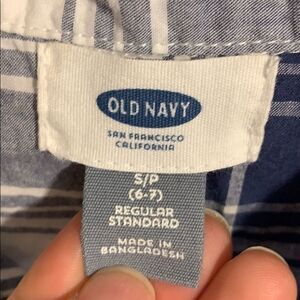 OLD NAVY
SAN FRANCISCO
CALIFORNIA
S/P
(6-7)
REGULAR
STANDARD
MADE IN
BANGLADESH